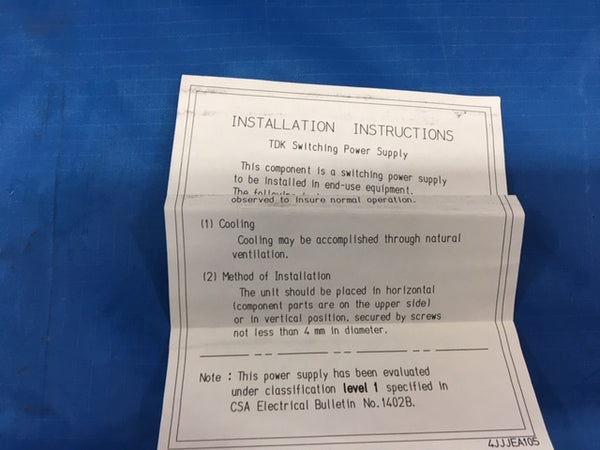 INSTALLATION INSTRUCTIONS
TDK Switching Power Supply
This component is a switching power supply
to be installed in end-use equipment.
The following
observed to insure normal operation.
(1) Cooling
Cooling may be accomplished through natural
ventilation.
(2) Method of Installation
The unit should be placed in horizontal
(component parts are on the upper side)
or in vertical position, secured by screws
not less than 4 mm in diameter.
Note : This power supply has been evaluated
under classification level 1 specified in
CSA Electrical Bulletin No.1402B.
4JJJEA105